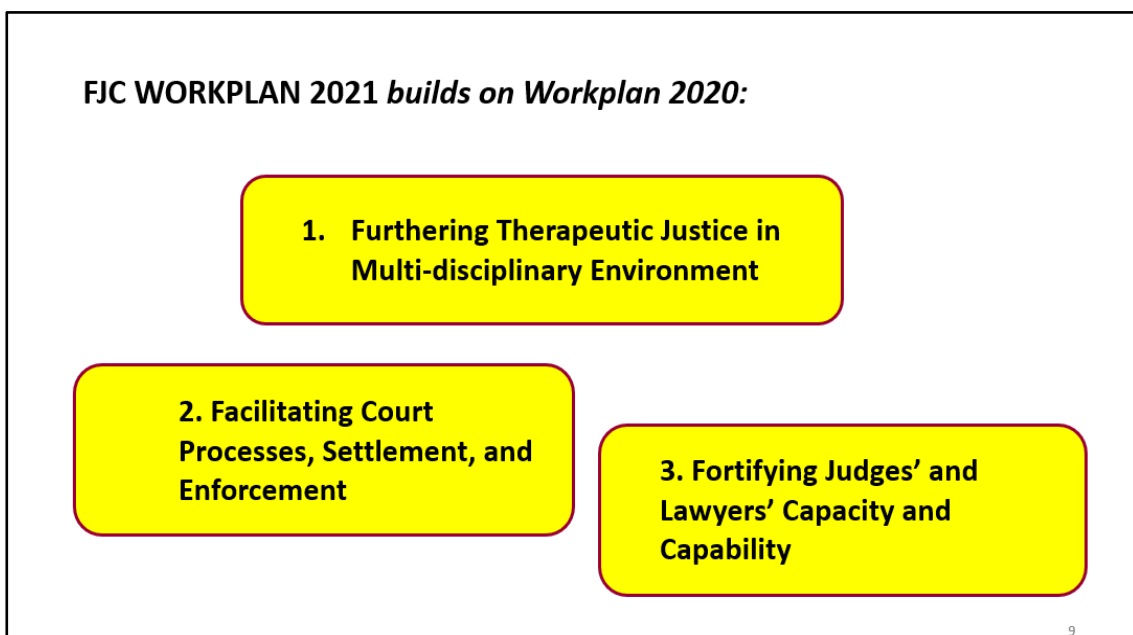 FJC WORKPLAN 2021 builds on Workplan 2020:
1. Furthering Therapeutic Justice in
Multi-disciplinary Environment
2. Facilitating Court
Processes, Settlement, and
Enforcement
3. Fortifying Judges’ and
Lawyers’ Capacity and
Capability
9